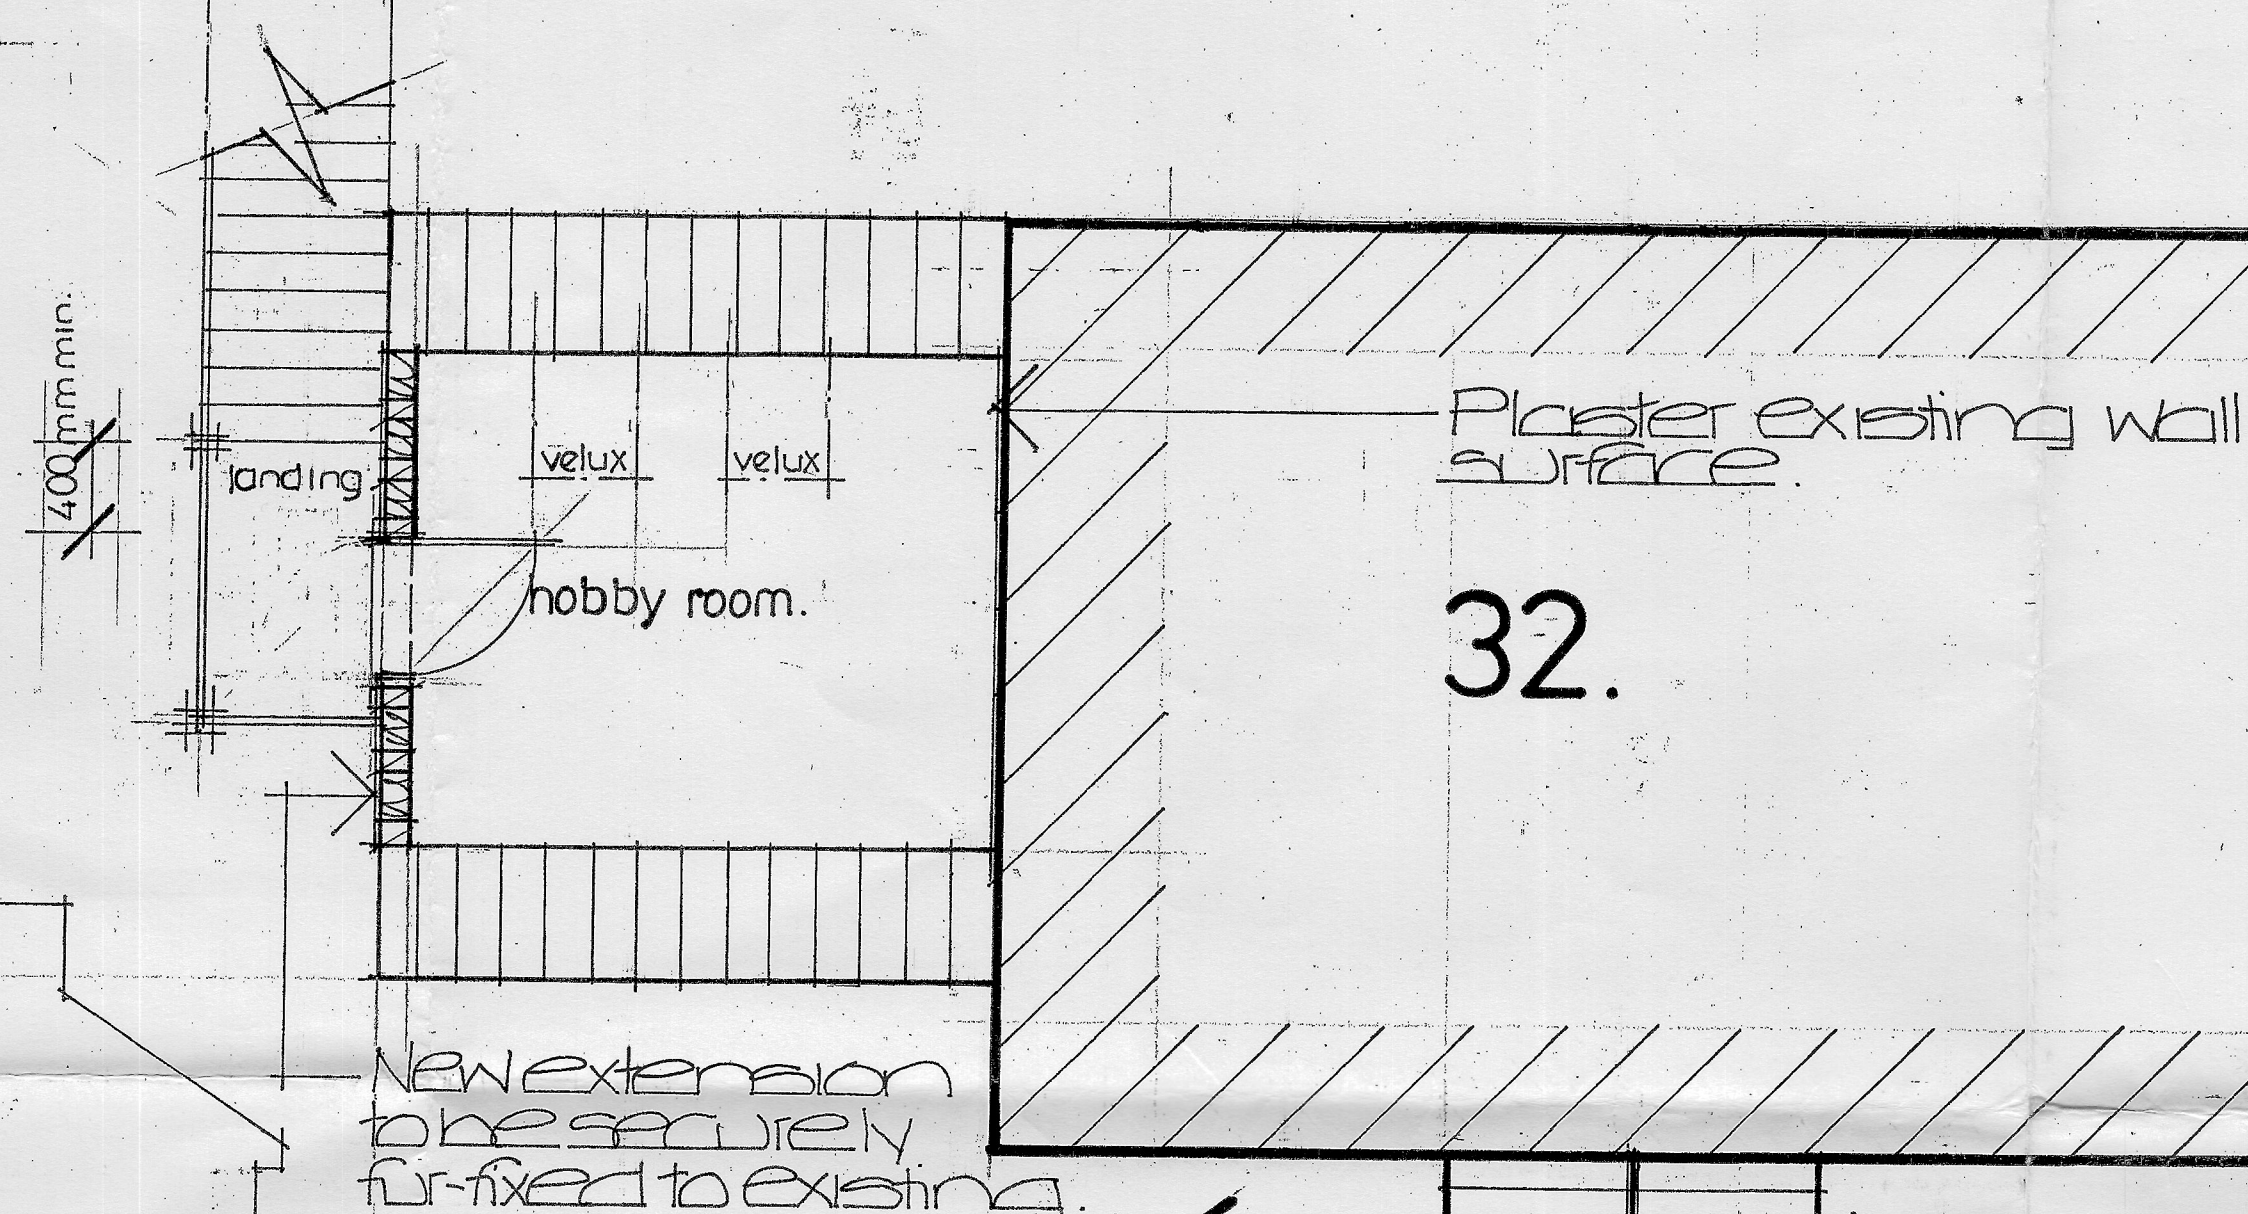 400 mm min.
landing.
velux
velux
hobby room.
Plaster existing wall
surface.
32.
New extension
to be securely
fur-fixed to existing.